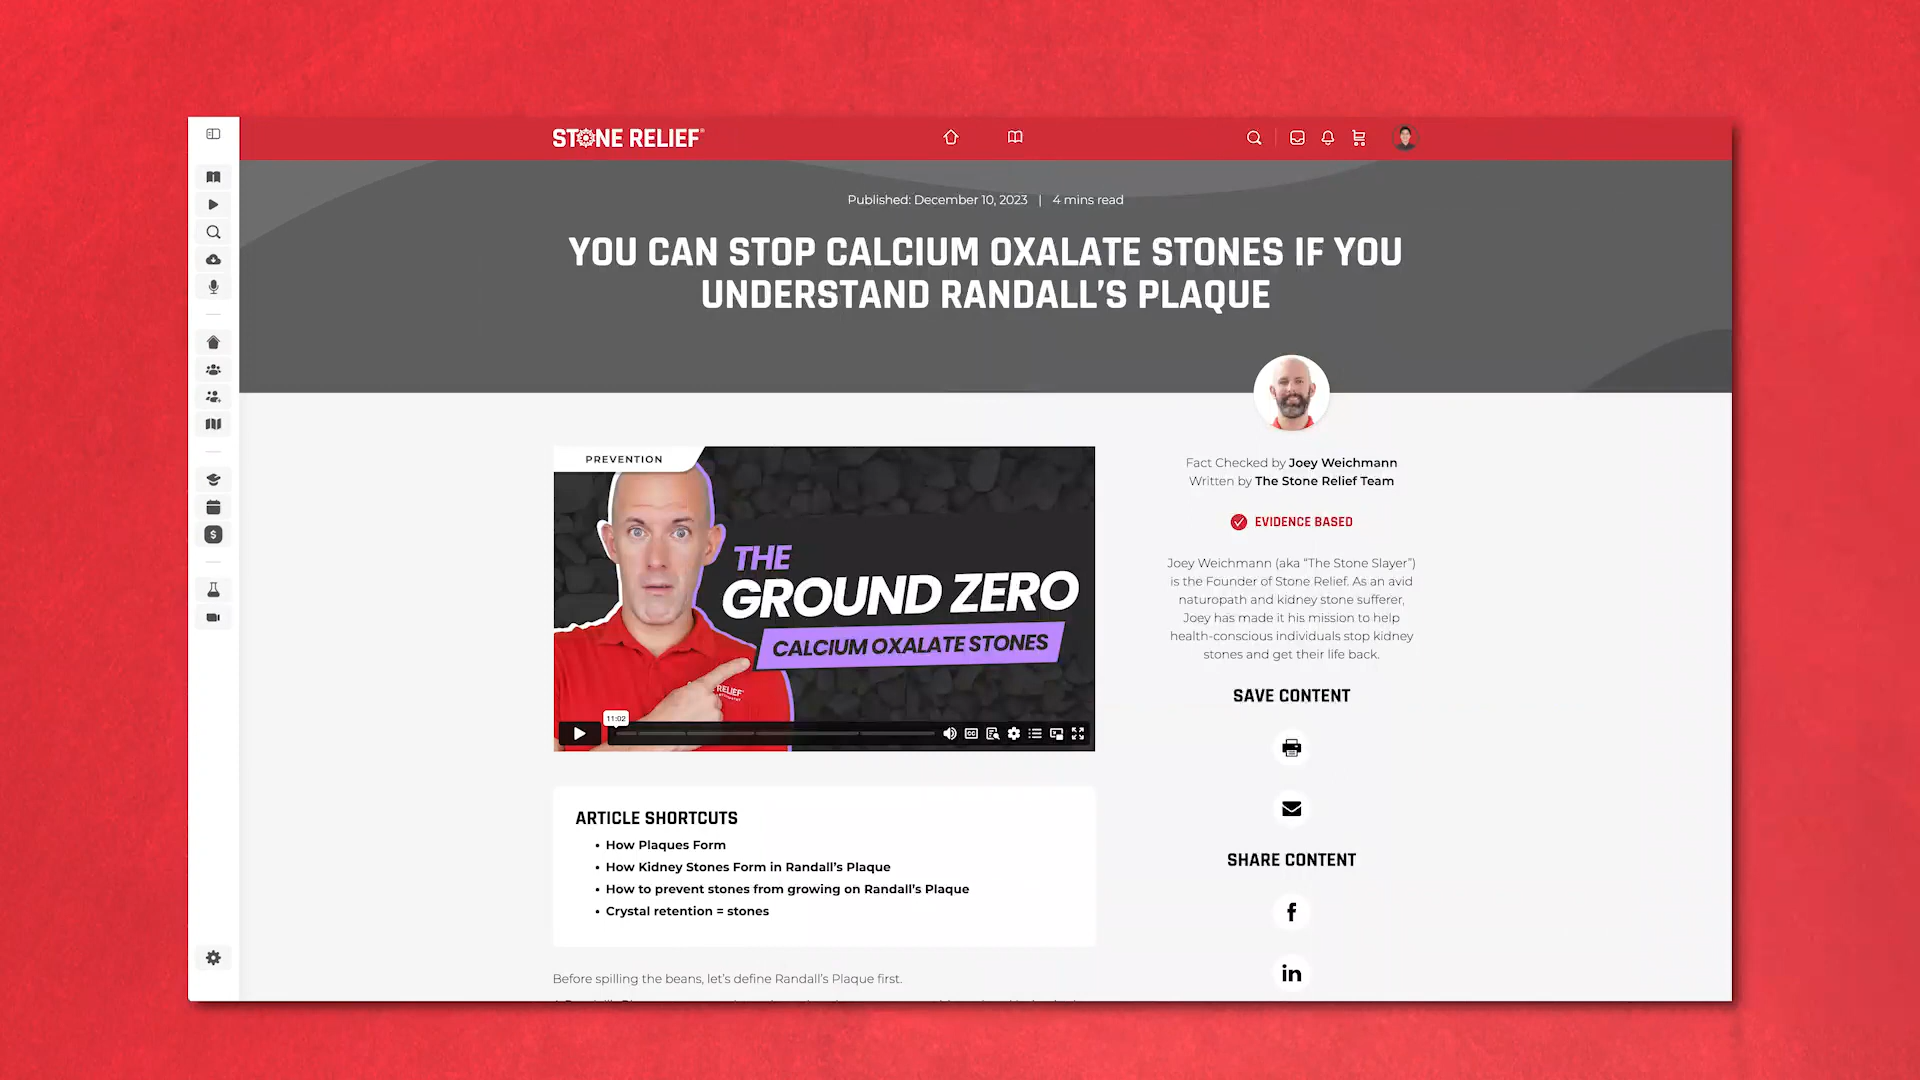 STONE RELIEF®
Published: December 10, 2023 | 4 mins read
YOU CAN STOP CALCIUM OXALATE STONES IF YOU
UNDERSTAND RANDALL’S PLAQUE
PREVENTION
THE
GROUND ZERO
CALCIUM OXALATE STONES
RELIEF
11:02
CC
Fact Checked by Joey Weichmann
Written by The Stone Relief Team
EVIDENCE BASED
Joey Weichmann (aka “The Stone Slayer”)
is the Founder of Stone Relief. As an avid
naturopath and kidney stone sufferer,
Joey has made it his mission to help
health-conscious individuals stop kidney
stones and get their life back.
SAVE CONTENT
SHARE CONTENT
ARTICLE SHORTCUTS
• How Plaques Form
• How Kidney Stones Form in Randall’s Plaque
• How to prevent stones from growing on Randall’s Plaque
• Crystal retention = stones
Before spilling the beans, let’s define Randall’s Plaque first.